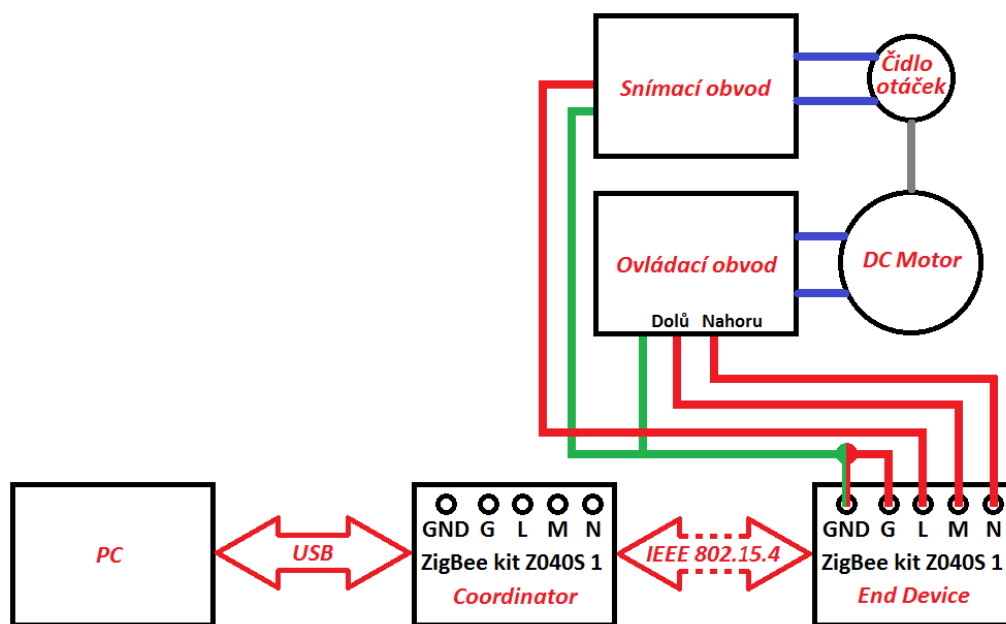 Snímací obvod
Čidlo
otáček
Ovládací obvod
Dolů Nahoru
DC Motor
PC
USB
GND G L M N
ZigBee kit Z040S 1
Coordinator
IEEE 802.15.4
GND G L M N
ZigBee kit Z040S 1
End Device